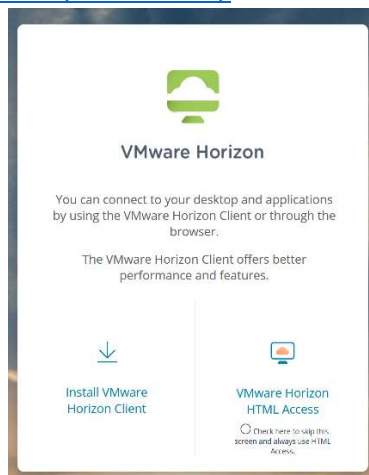 VMware Horizon
You can connect to your desktop and applications
by using the VMware Horizon Client or through the
browser.
The VMware Horizon Client offers better
performance and features.
Install VMware
Horizon Client
VMware Horizon
HTML Access
Check here to skip this
screen and always use HTML
Access.